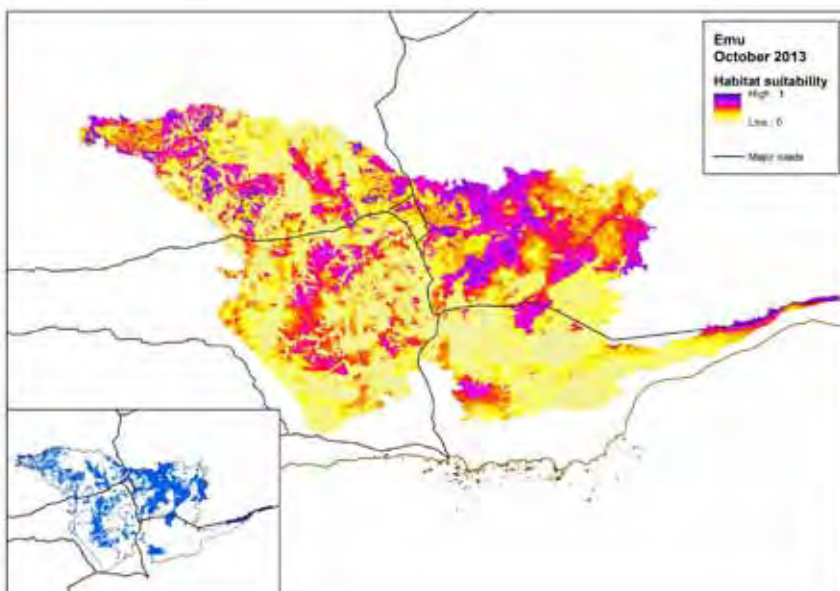 Emu
October 2013
Habitat suitability
High : 1
Low : 0
Major roads